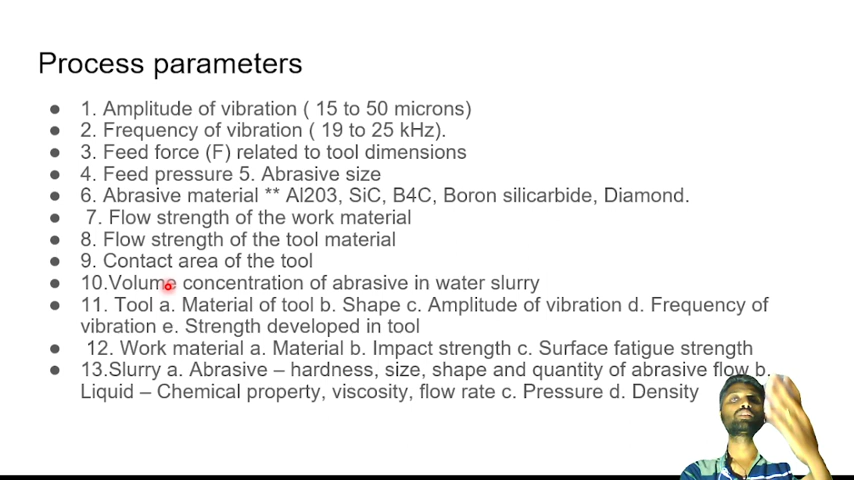 Process parameters
● 1. Amplitude of vibration ( 15 to 50 microns)
● 2. Frequency of vibration ( 19 to 25 kHz).
● 3. Feed force (F) related to tool dimensions
● 4. Feed pressure 5. Abrasive size
● 6. Abrasive material ** Al203, SiC, B4C, Boron silicarbide, Diamond.
● 7. Flow strength of the work material
● 8. Flow strength of the tool material
● 9. Contact area of the tool
● 10.Volume concentration of abrasive in water slurry
● 11. Tool a. Material of tool b. Shape c. Amplitude of vibration d. Frequency of
vibration e. Strength developed in tool
● 12. Work material a. Material b. Impact strength c. Surface fatigue strength
● 13.Slurry a. Abrasive – hardness, size, shape and quantity of abrasive flow b.
Liquid – Chemical property, viscosity, flow rate c. Pressure d. Density